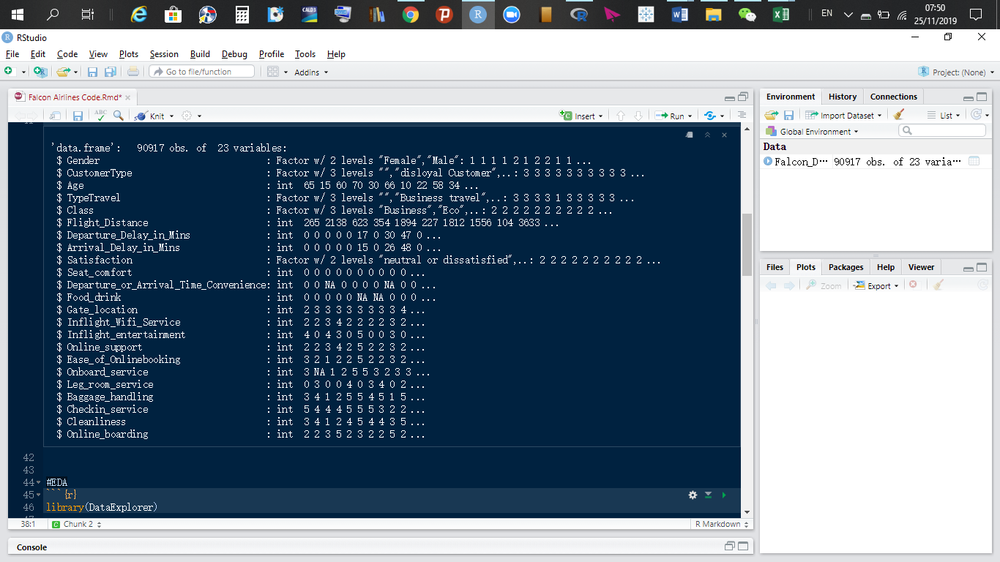 07:50
EN
25/11/2019
RStudio
File Edit Code View Plots Session Build Debug Profile Tools Help
Go to file/function Addins Project: (None)
Falcon Airlines Code.Rmd*
ABC Knit Insert Run
'data.frame': 90917 obs. of 23 variables:
$ Gender : Factor w/ 2 levels "Female","Male": 1 1 1 1 2 1 2 2 1 1 ...
$ CustomerType : Factor w/ 3 levels "","disloyal Customer",..: 3 3 3 3 3 3 3 3 3 3 ...
$ Age : int 65 15 60 70 30 66 10 22 58 34 ...
$ TypeTravel : Factor w/ 3 levels "","Business travel",..: 3 3 3 3 1 3 3 3 3 3 ...
$ Class : Factor w/ 3 levels "Business","Eco",..: 2 2 2 2 2 2 2 2 2 2 ...
$ Flight_Distance : int 265 2138 623 354 1894 227 1812 1556 104 3633 ...
$ Departure_Delay_in_Mins : int 0 0 0 0 0 17 0 30 47 0 ...
$ Arrival_Delay_in_Mins : int 0 0 0 0 0 15 0 26 48 0 ...
$ Satisfaction : Factor w/ 2 levels "neutral or dissatisfied",..: 2 2 2 2 2 2 2 2 2 2 ...
$ Seat_comfort : int 0 0 0 0 0 0 0 0 0 0 ...
$ Departure_or_Arrival_Time_Convenience: int 0 0 NA 0 0 0 0 NA 0 0 ...
$ Food_drink : int 0 0 0 0 0 NA NA 0 0 0 ...
$ Gate_location : int 2 3 3 3 3 3 3 3 3 4 ...
$ Inflight_Wifi_Service : int 2 2 3 4 2 2 2 2 3 2 ...
$ Inflight_entertainment : int 4 0 4 3 0 5 0 0 3 0 ...
$ Online_support : int 2 2 3 4 2 5 2 2 3 2 ...
$ Ease_of_Onlinebooking : int 3 2 1 2 2 5 2 2 3 2 ...
$ Onboard_service : int 3 NA 1 2 5 5 3 2 3 3 ...
$ Leg_room_service : int 0 3 0 0 4 0 3 4 0 2 ...
$ Baggage_handling : int 3 4 1 2 5 5 4 5 1 5 ...
$ Checkin_service : int 5 4 4 4 5 5 5 3 2 2 ...
$ Cleanliness : int 3 4 1 2 4 5 4 4 3 5 ...
$ Online_boarding : int 2 2 3 5 2 3 2 2 5 2 ...
42
43
44 #EDA
45 ```{r}
46 library(DataExplorer)
38:1 Chunk 2 R Markdown
Console
Environment History Connections
Import Dataset List
Global Environment
Data
Falcon_D… 90917 obs. of 23 varia…
Files Plots Packages Help Viewer
Zoom Export